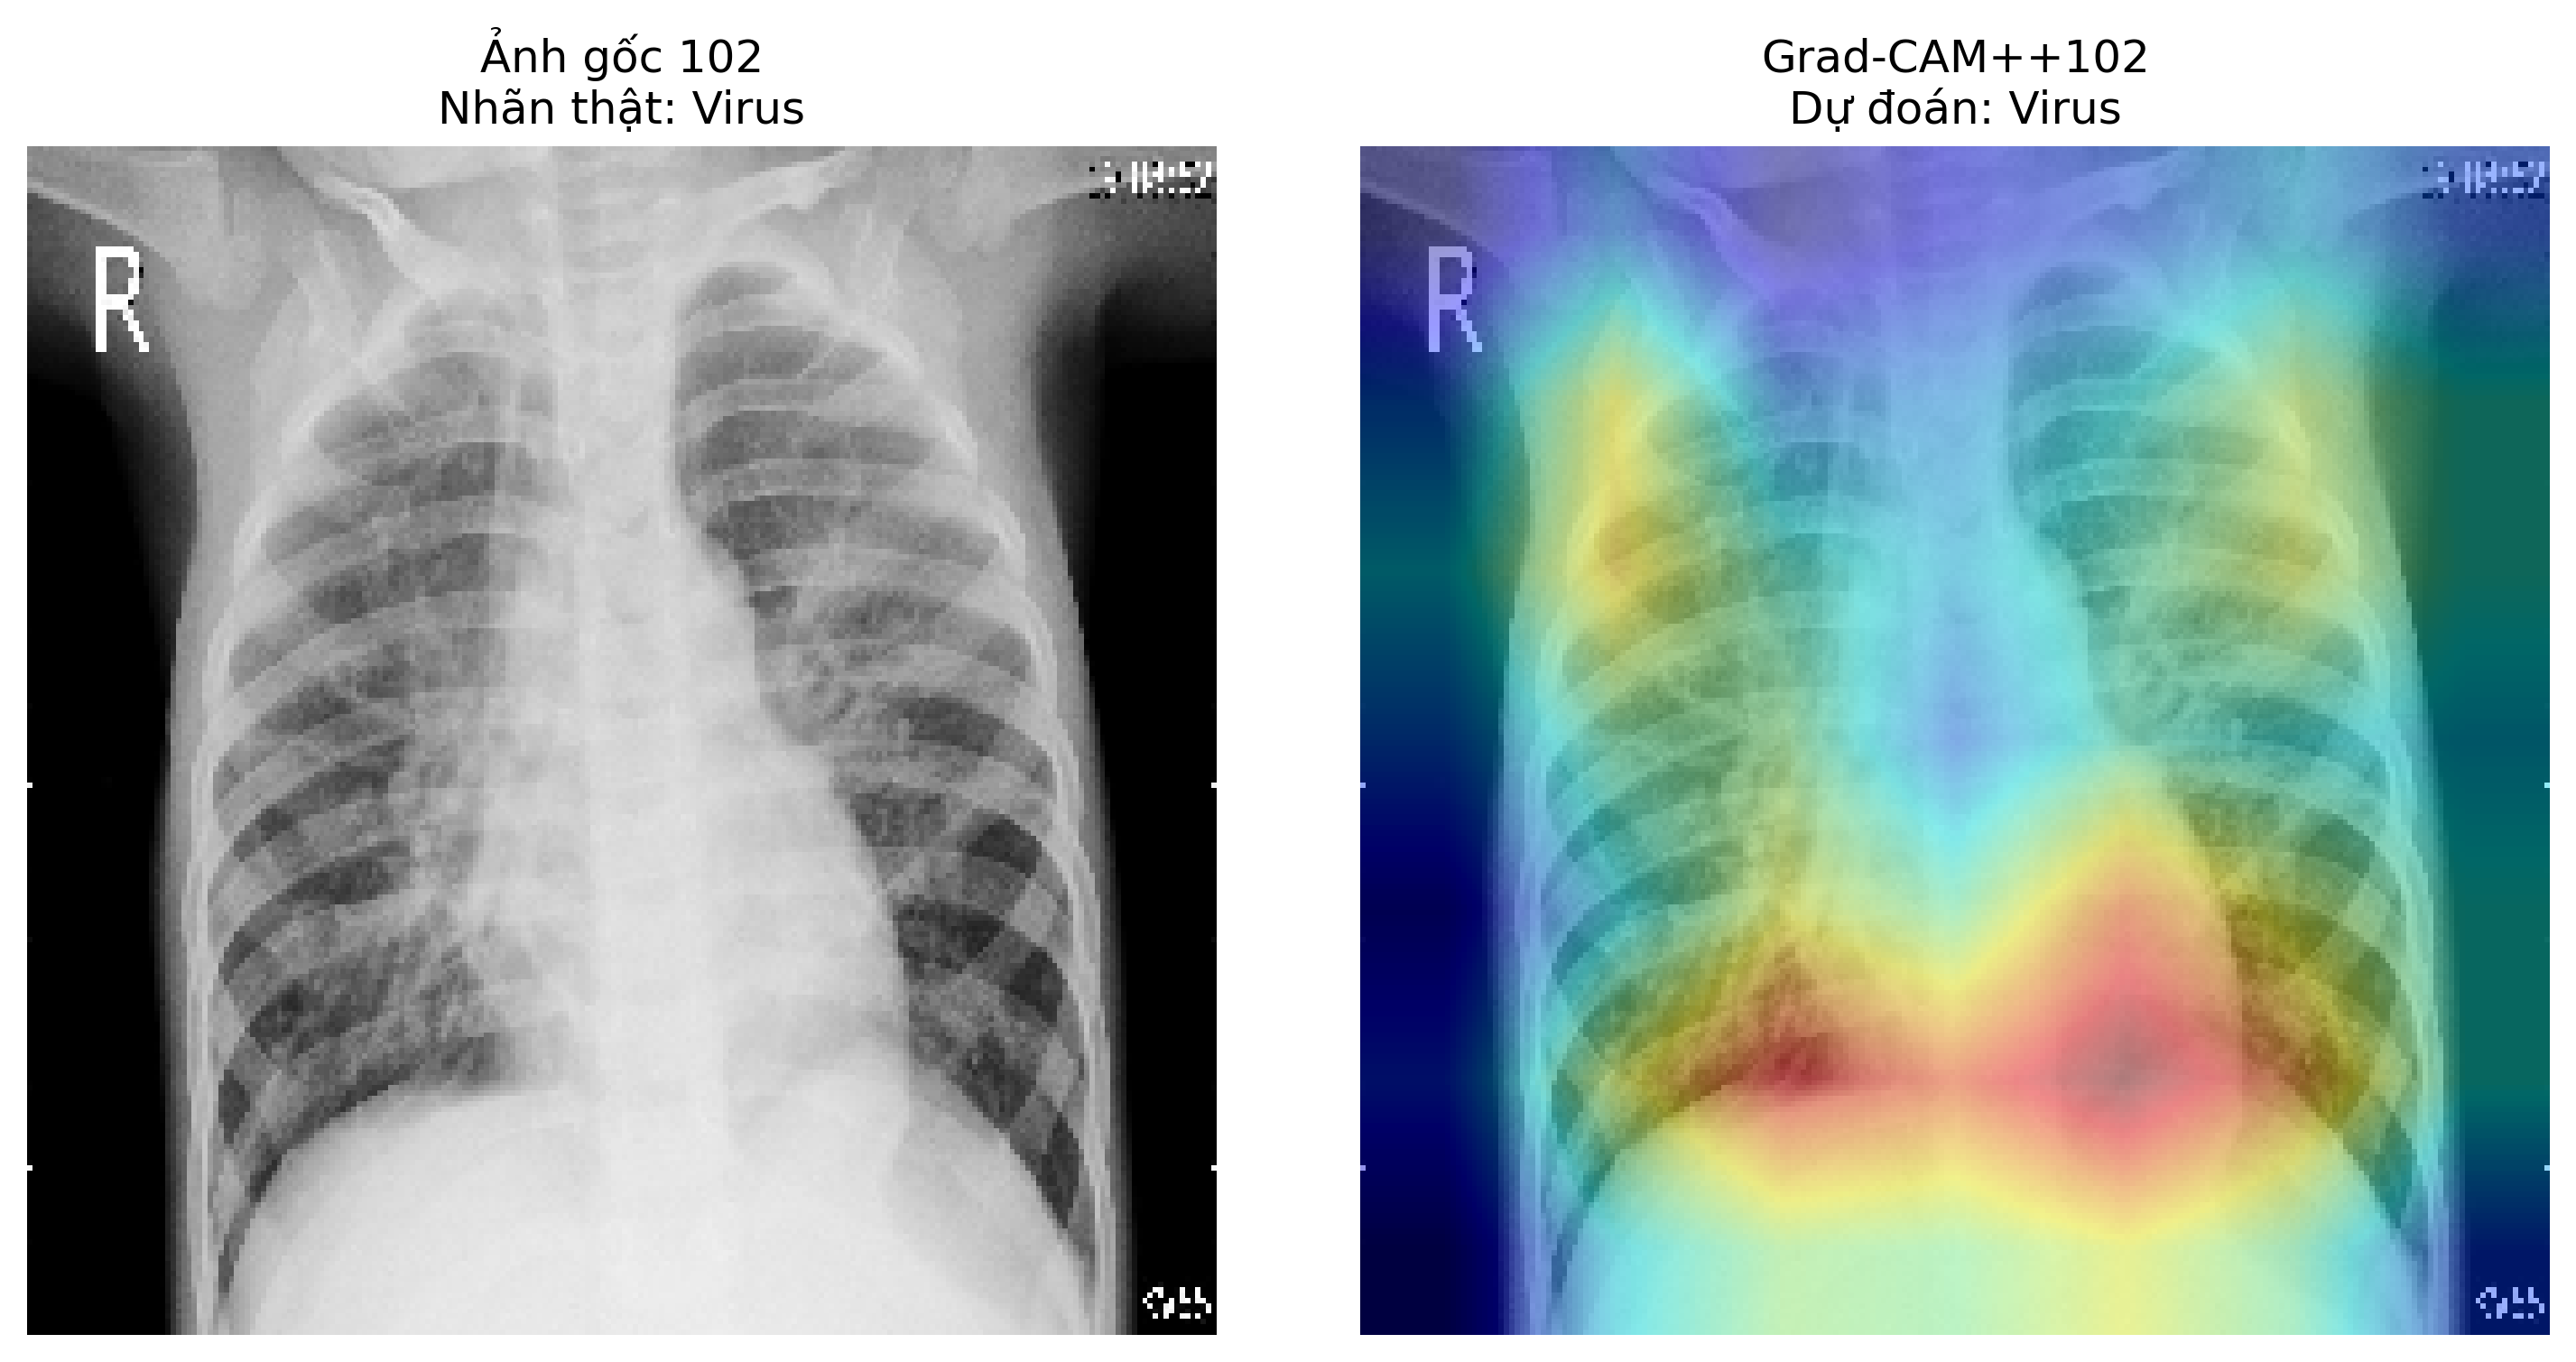 Ảnh gốc 102
Nhãn thật: Virus
Grad-CAM++102
Dự đoán: Virus
R
R